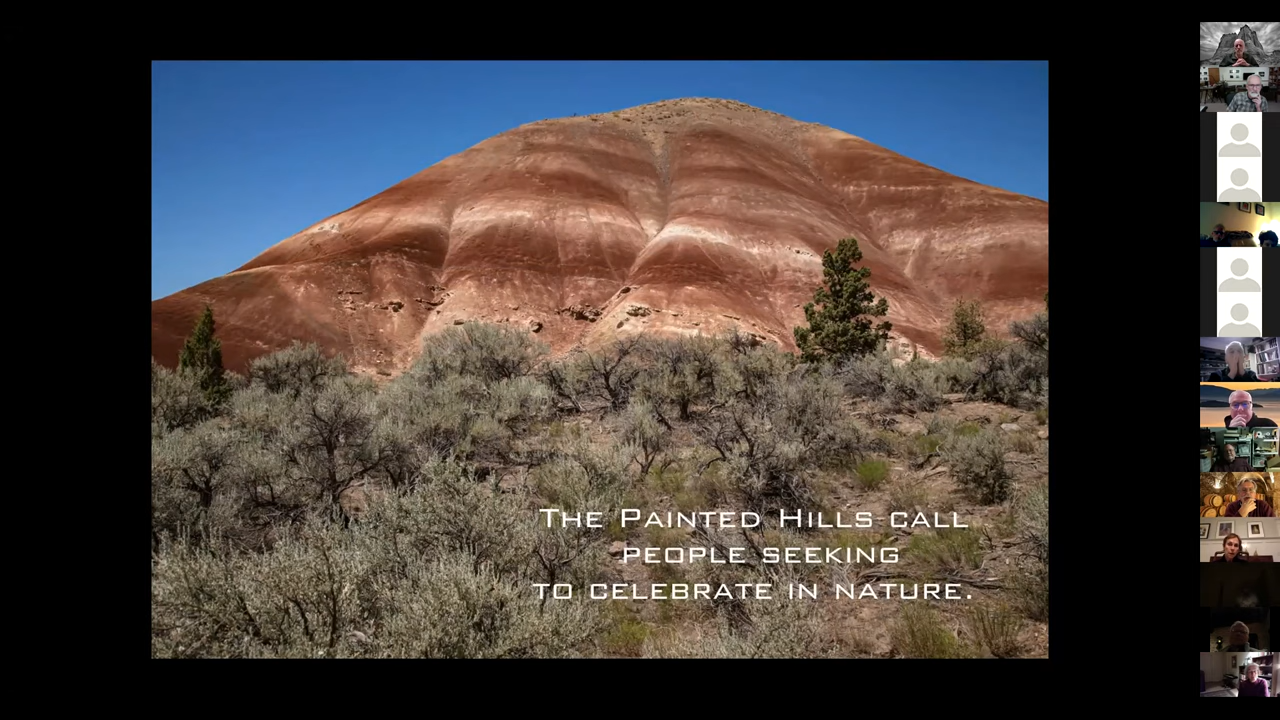 The Painted Hills call
people seeking
to celebrate in nature.